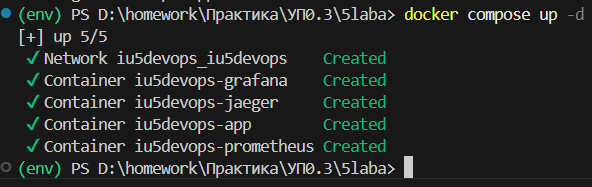 (env) PS D:\homework\Практика\УП0.3\5laba> docker compose up -d
[+] up 5/5
✓ Network iu5devops_iu5devops Created
✓ Container iu5devops-grafana Created
✓ Container iu5devops-jaeger Created
✓ Container iu5devops-app Created
✓ Container iu5devops-prometheus Created
(env) PS D:\homework\Практика\УП0.3\5laba>